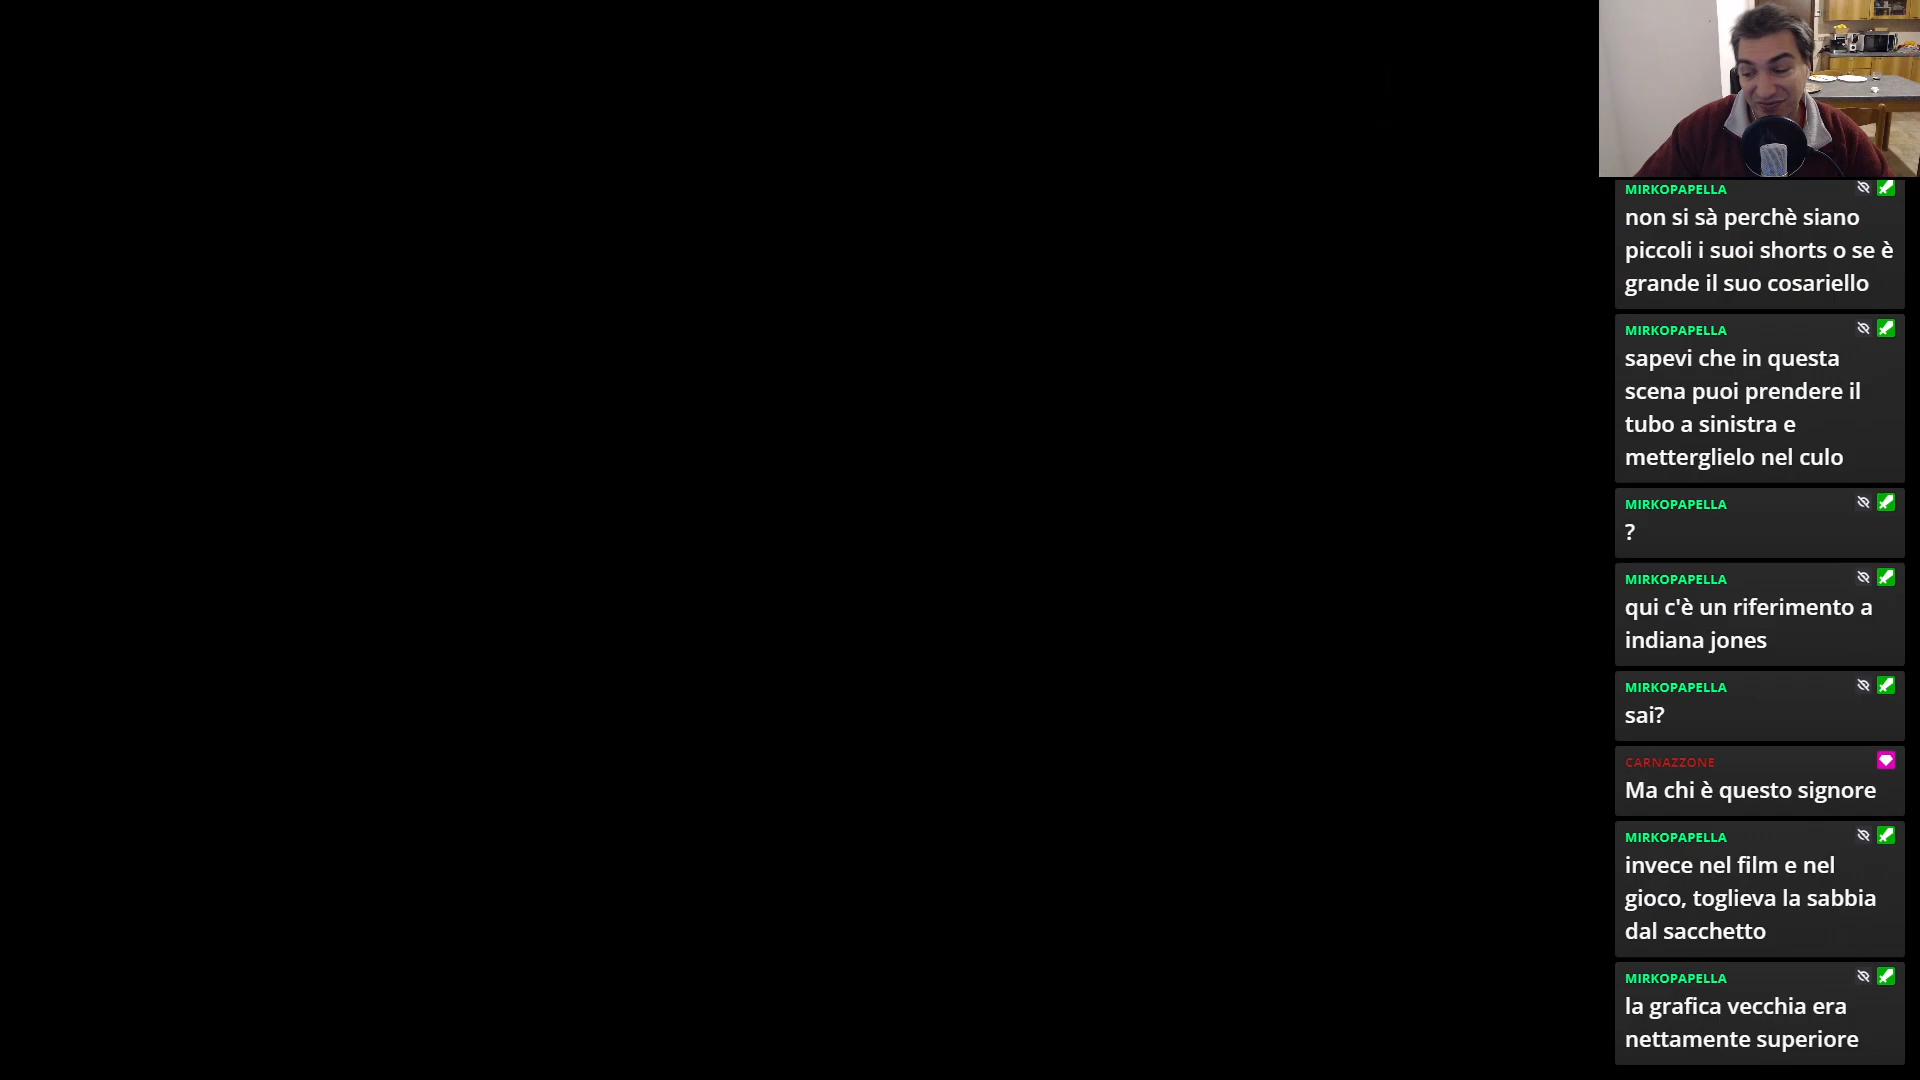 MIRKOPAPELLA
non si sà perchè siano
piccoli i suoi shorts o se è
grande il suo cosariello
MIRKOPAPELLA
sapevi che in questa
scena puoi prendere il
tubo a sinistra e
metterglielo nel culo
MIRKOPAPELLA
?
MIRKOPAPELLA
qui c'è un riferimento a
indiana jones
MIRKOPAPELLA
sai?
CARNAZZONE
Ma chi è questo signore
MIRKOPAPELLA
invece nel film e nel
gioco, toglieva la sabbia
dal sacchetto
MIRKOPAPELLA
la grafica vecchia era
nettamente superiore